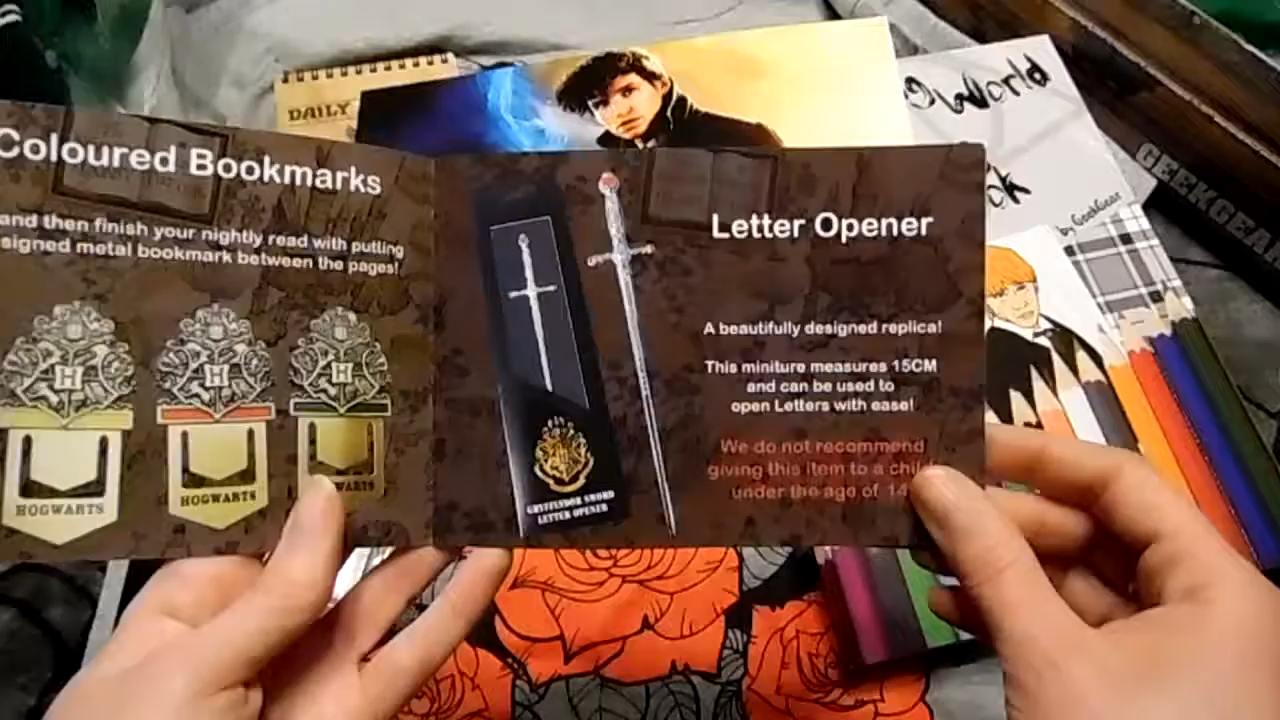 DAILY
World
by GeekGear
GEEKGEAR
Coloured Bookmarks
and then finish your nightly read with putting
signed metal bookmark between the pages!
H
H
H
HOGWARTS
HOGWARTS
Letter Opener
A beautifully designed replica!
This miniture measures 15CM
and can be used to
open Letters with ease!
We do not recommend
giving this item to a
under the age of 14
GRYFFINDOR SWORD
LETTER OPENER